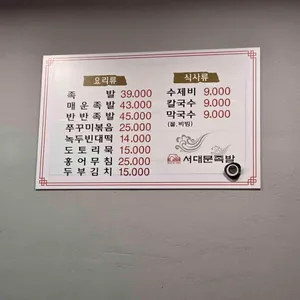 요리류
족 발 39.000
매운족발 43.000
반반족발 45.000
쭈꾸미볶음 25.000
녹두빈대떡 14.000
도토리묵 15.000
홍어무침 25.000
두부김치 15.000
식사류
수제비 9.000
칼국수 9.000
막국수 9.000
(물,비빔)
서대문족발